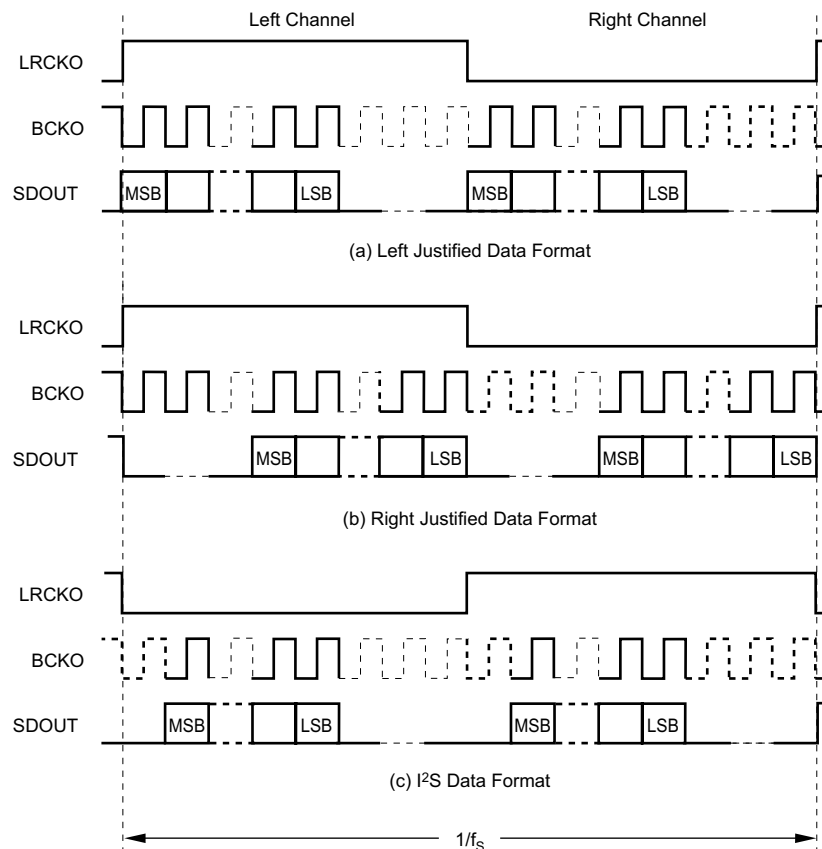 Left Channel Right Channel
LRCKO
BCKO
SDOUT MSB LSB MSB LSB
(a) Left Justified Data Format
LRCKO
BCKO
SDOUT MSB LSB MSB LSB
(b) Right Justified Data Format
LRCKO
BCKO
SDOUT MSB LSB MSB LSB
(c) I²S Data Format
1/fS